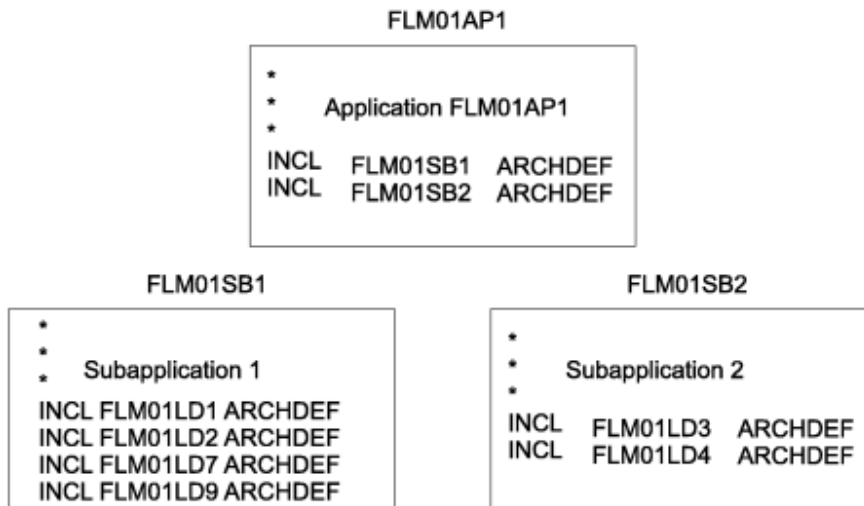 FLM01AP1
*
* Application FLM01AP1
*
INCL FLM01SB1 ARCHDEF
INCL FLM01SB2 ARCHDEF
FLM01SB1
*
*
* Subapplication 1
INCL FLM01LD1 ARCHDEF
INCL FLM01LD2 ARCHDEF
INCL FLM01LD7 ARCHDEF
INCL FLM01LD9 ARCHDEF
FLM01SB2
*
* Subapplication 2
*
INCL FLM01LD3 ARCHDEF
INCL FLM01LD4 ARCHDEF